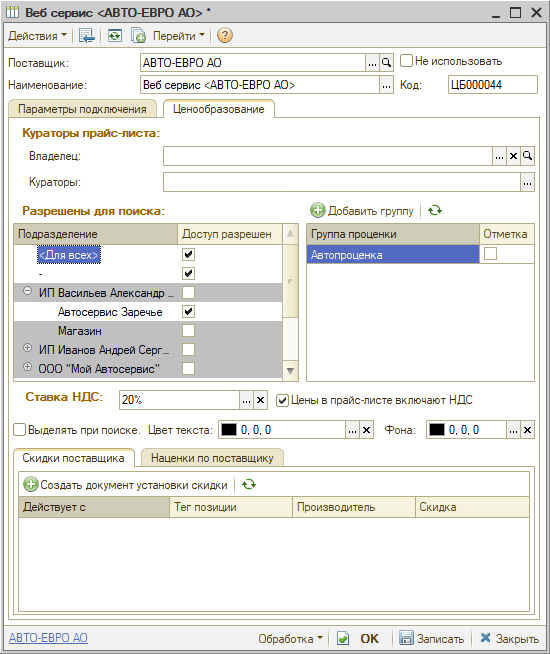 Веб сервис <АВТО-ЕВРО АО> *
Действия Перейти ?
Поставщик: АВТО-ЕВРО АО ... Не использовать
Наименование: Веб сервис <АВТО-ЕВРО АО> ... Код: ЦБ000044
Параметры подключения Ценообразование
Кураторы прайс-листа:
Владелец: ...
Кураторы: ...
Разрешены для поиска: Добавить группу
Подразделение Доступ разрешен Группа проценки Отметка
<Для всех> Автопроценка
-
ИП Васильев Александр ...
Автосервис Заречье
Магазин
ИП Иванов Андрей Серг...
ООО "Мой Автосервис"
Ставка НДС: 20% ... Цены в прайс-листе включают НДС
Выделять при поиске. Цвет текста: 0, 0, 0 ... Фона: 0, 0, 0 ...
Скидки поставщика Наценки по поставщику
Создать документ установки скидки
Действует с Тег позиции Производитель Скидка
АВТО-ЕВРО АО Обработка OK Записать Закрыть